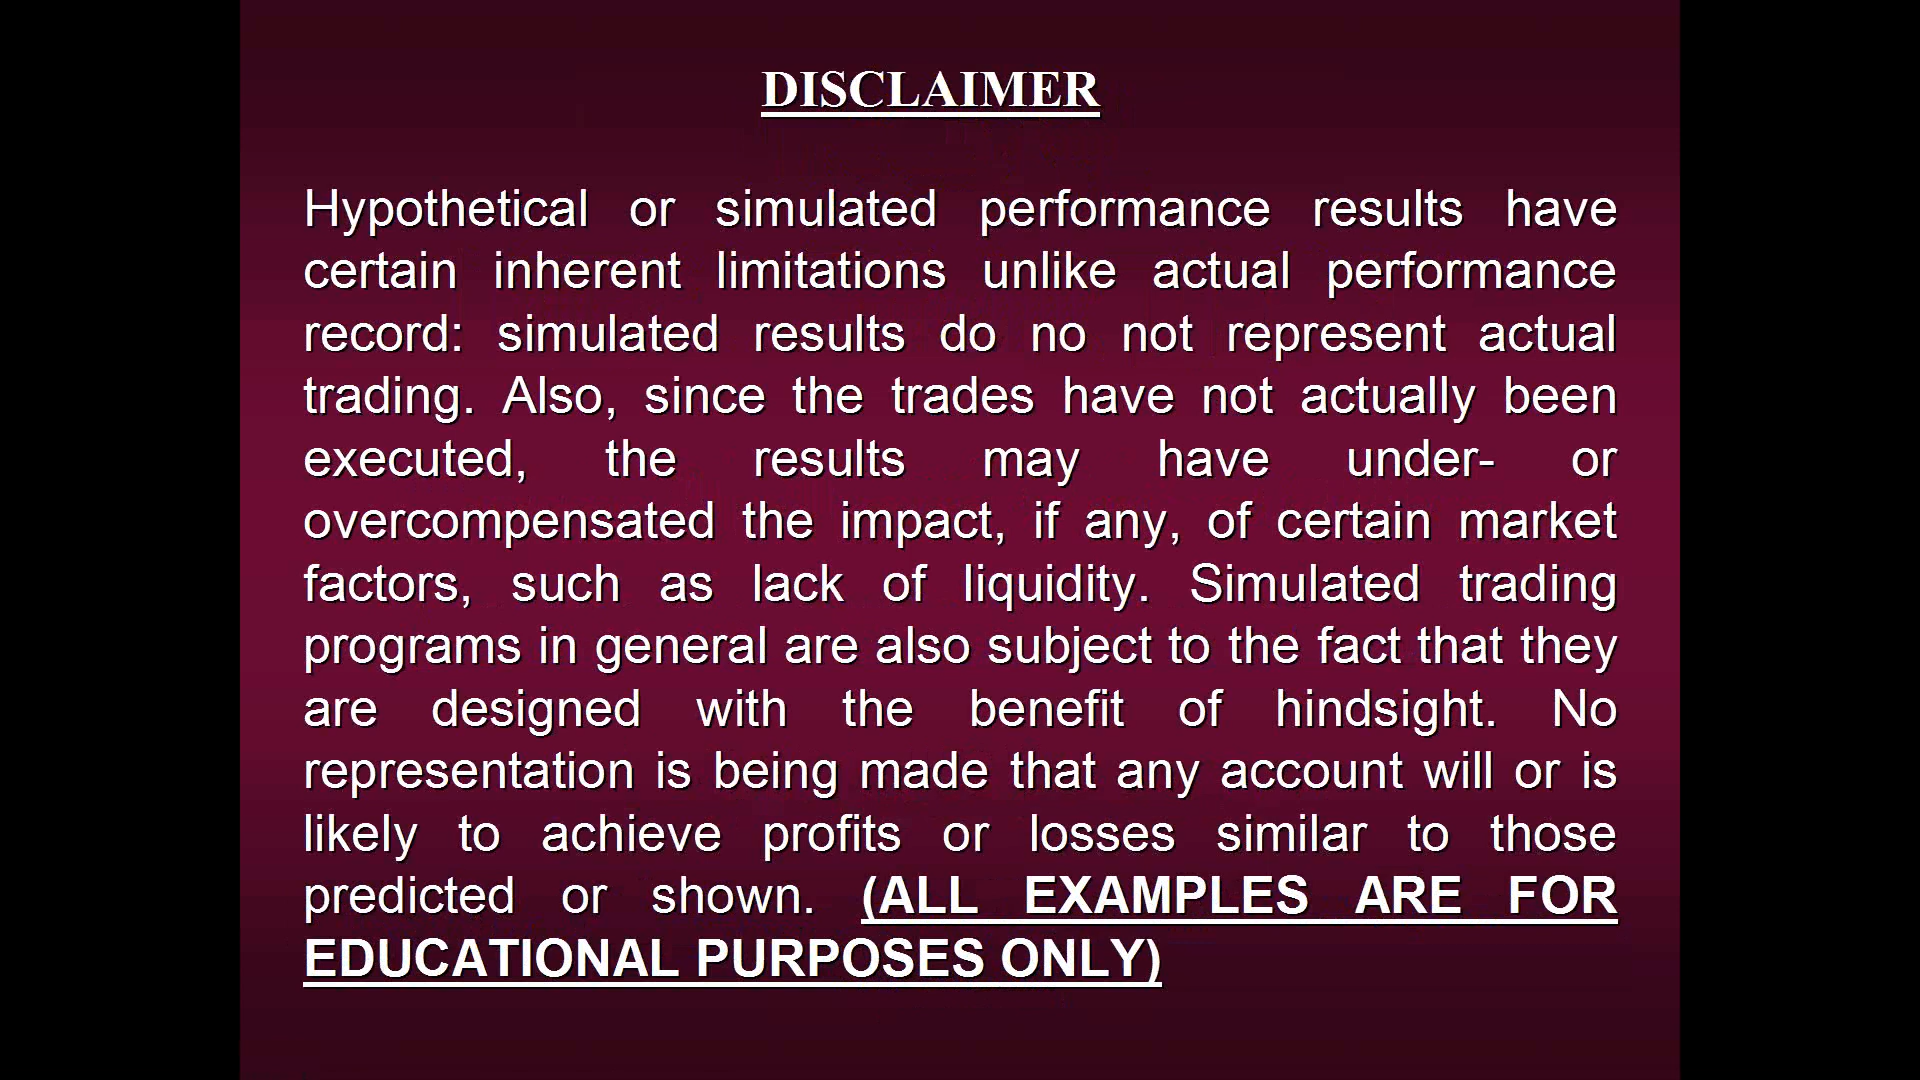 DISCLAIMER
Hypothetical or simulated performance results have
certain inherent limitations unlike actual performance
record: simulated results do no not represent actual
trading. Also, since the trades have not actually been
executed, the results may have under- or
overcompensated the impact, if any, of certain market
factors, such as lack of liquidity. Simulated trading
programs in general are also subject to the fact that they
are designed with the benefit of hindsight. No
representation is being made that any account will or is
likely to achieve profits or losses similar to those
predicted or shown. (ALL EXAMPLES ARE FOR
EDUCATIONAL PURPOSES ONLY)